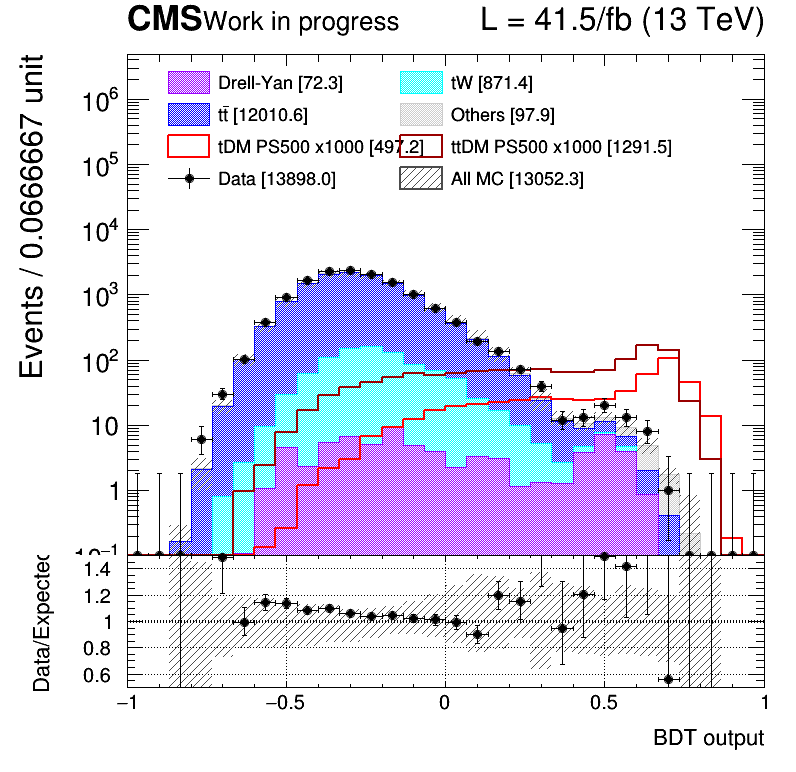 CMS Work in progress L = 41.5/fb (13 TeV)
Events / 0.0666667 unit
Drell-Yan [72.3] tW [871.4]
tt̄ [12010.6] Others [97.9]
tDM PS500 x1000 [497.2] ttDM PS500 x1000 [1291.5]
Data [13898.0] All MC [13052.3]
10⁶
10⁵
10⁴
10³
10²
10
1
10⁻¹
Data/Expected
1.4
1.2
1
0.8
0.6
−1 −0.5 0 0.5 1
BDT output